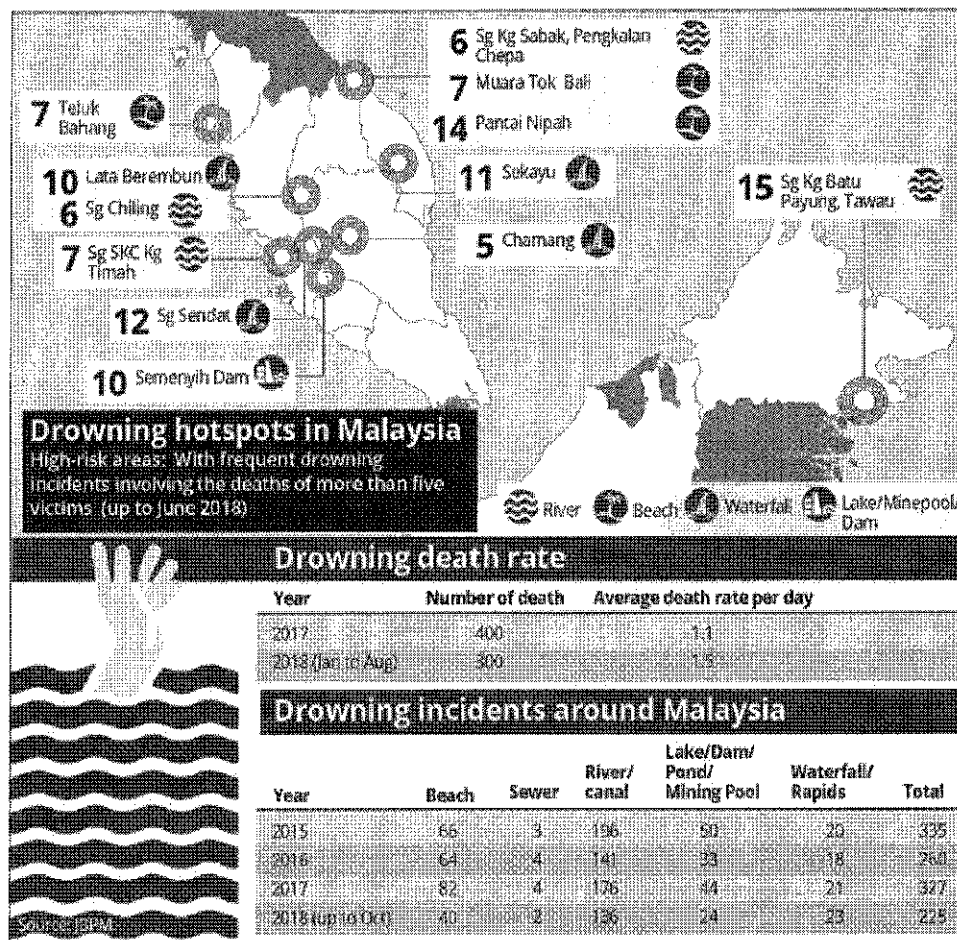 6 Sg Kg Sabak, Pengkalan
Chepa
7 Muara Tok Bali
14 Pantai Nipah
7 Teluk
Bahang
10 Lata Berembun
6 Sg Chiling
7 Sg SKC Kg
Timah
12 Sg Sendat
10 Semenyih Dam
11 Sekayu
5 Chamang
15 Sg Kg Batu
Payung, Tawau
Drowning hotspots in Malaysia
High-risk areas: With frequent drowning
incidents involving the deaths of more than five
victims (up to June 2018)
River Beach Waterfall Lake/Minepool/
Dam
Drowning death rate
Year Number of death Average death rate per day
2017 400 1.1
2018 (Jan to Aug) 300
Drowning incidents around Malaysia
Year Beach Sewer River/ canal Lake/Dam/ Pond/ Mining Pool Waterfall/ Rapids Total
2015 66 3 196 50 20 335
2016 64 4 141 33 18 260
2017 82 4 176 44 21 327
2018 (up to Oct) 40 2 136 24 23 225
Source: JBPM